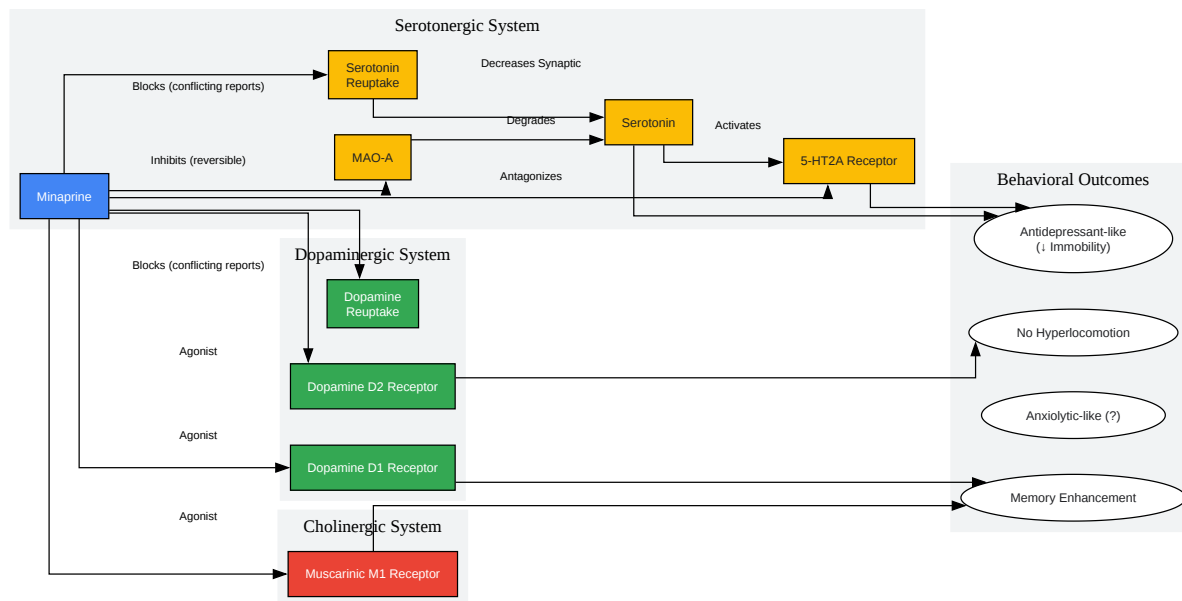 Serotonergic System
Serotonin
Reuptake
Decreases Synaptic
Blocks (conflicting reports)
Degrades
Serotonin
Activates
MAO-A
Inhibits (reversible)
5-HT2A Receptor
Antagonizes
Minaprine
Behavioral Outcomes
Antidepressant-like
(↓ Immobility)
Dopaminergic System
Blocks (conflicting reports)
Dopamine
Reuptake
No Hyperlocomotion
Agonist
Dopamine D2 Receptor
Anxiolytic-like (?)
Agonist
Dopamine D1 Receptor
Memory Enhancement
Agonist
Cholinergic System
Muscarinic M1 Receptor